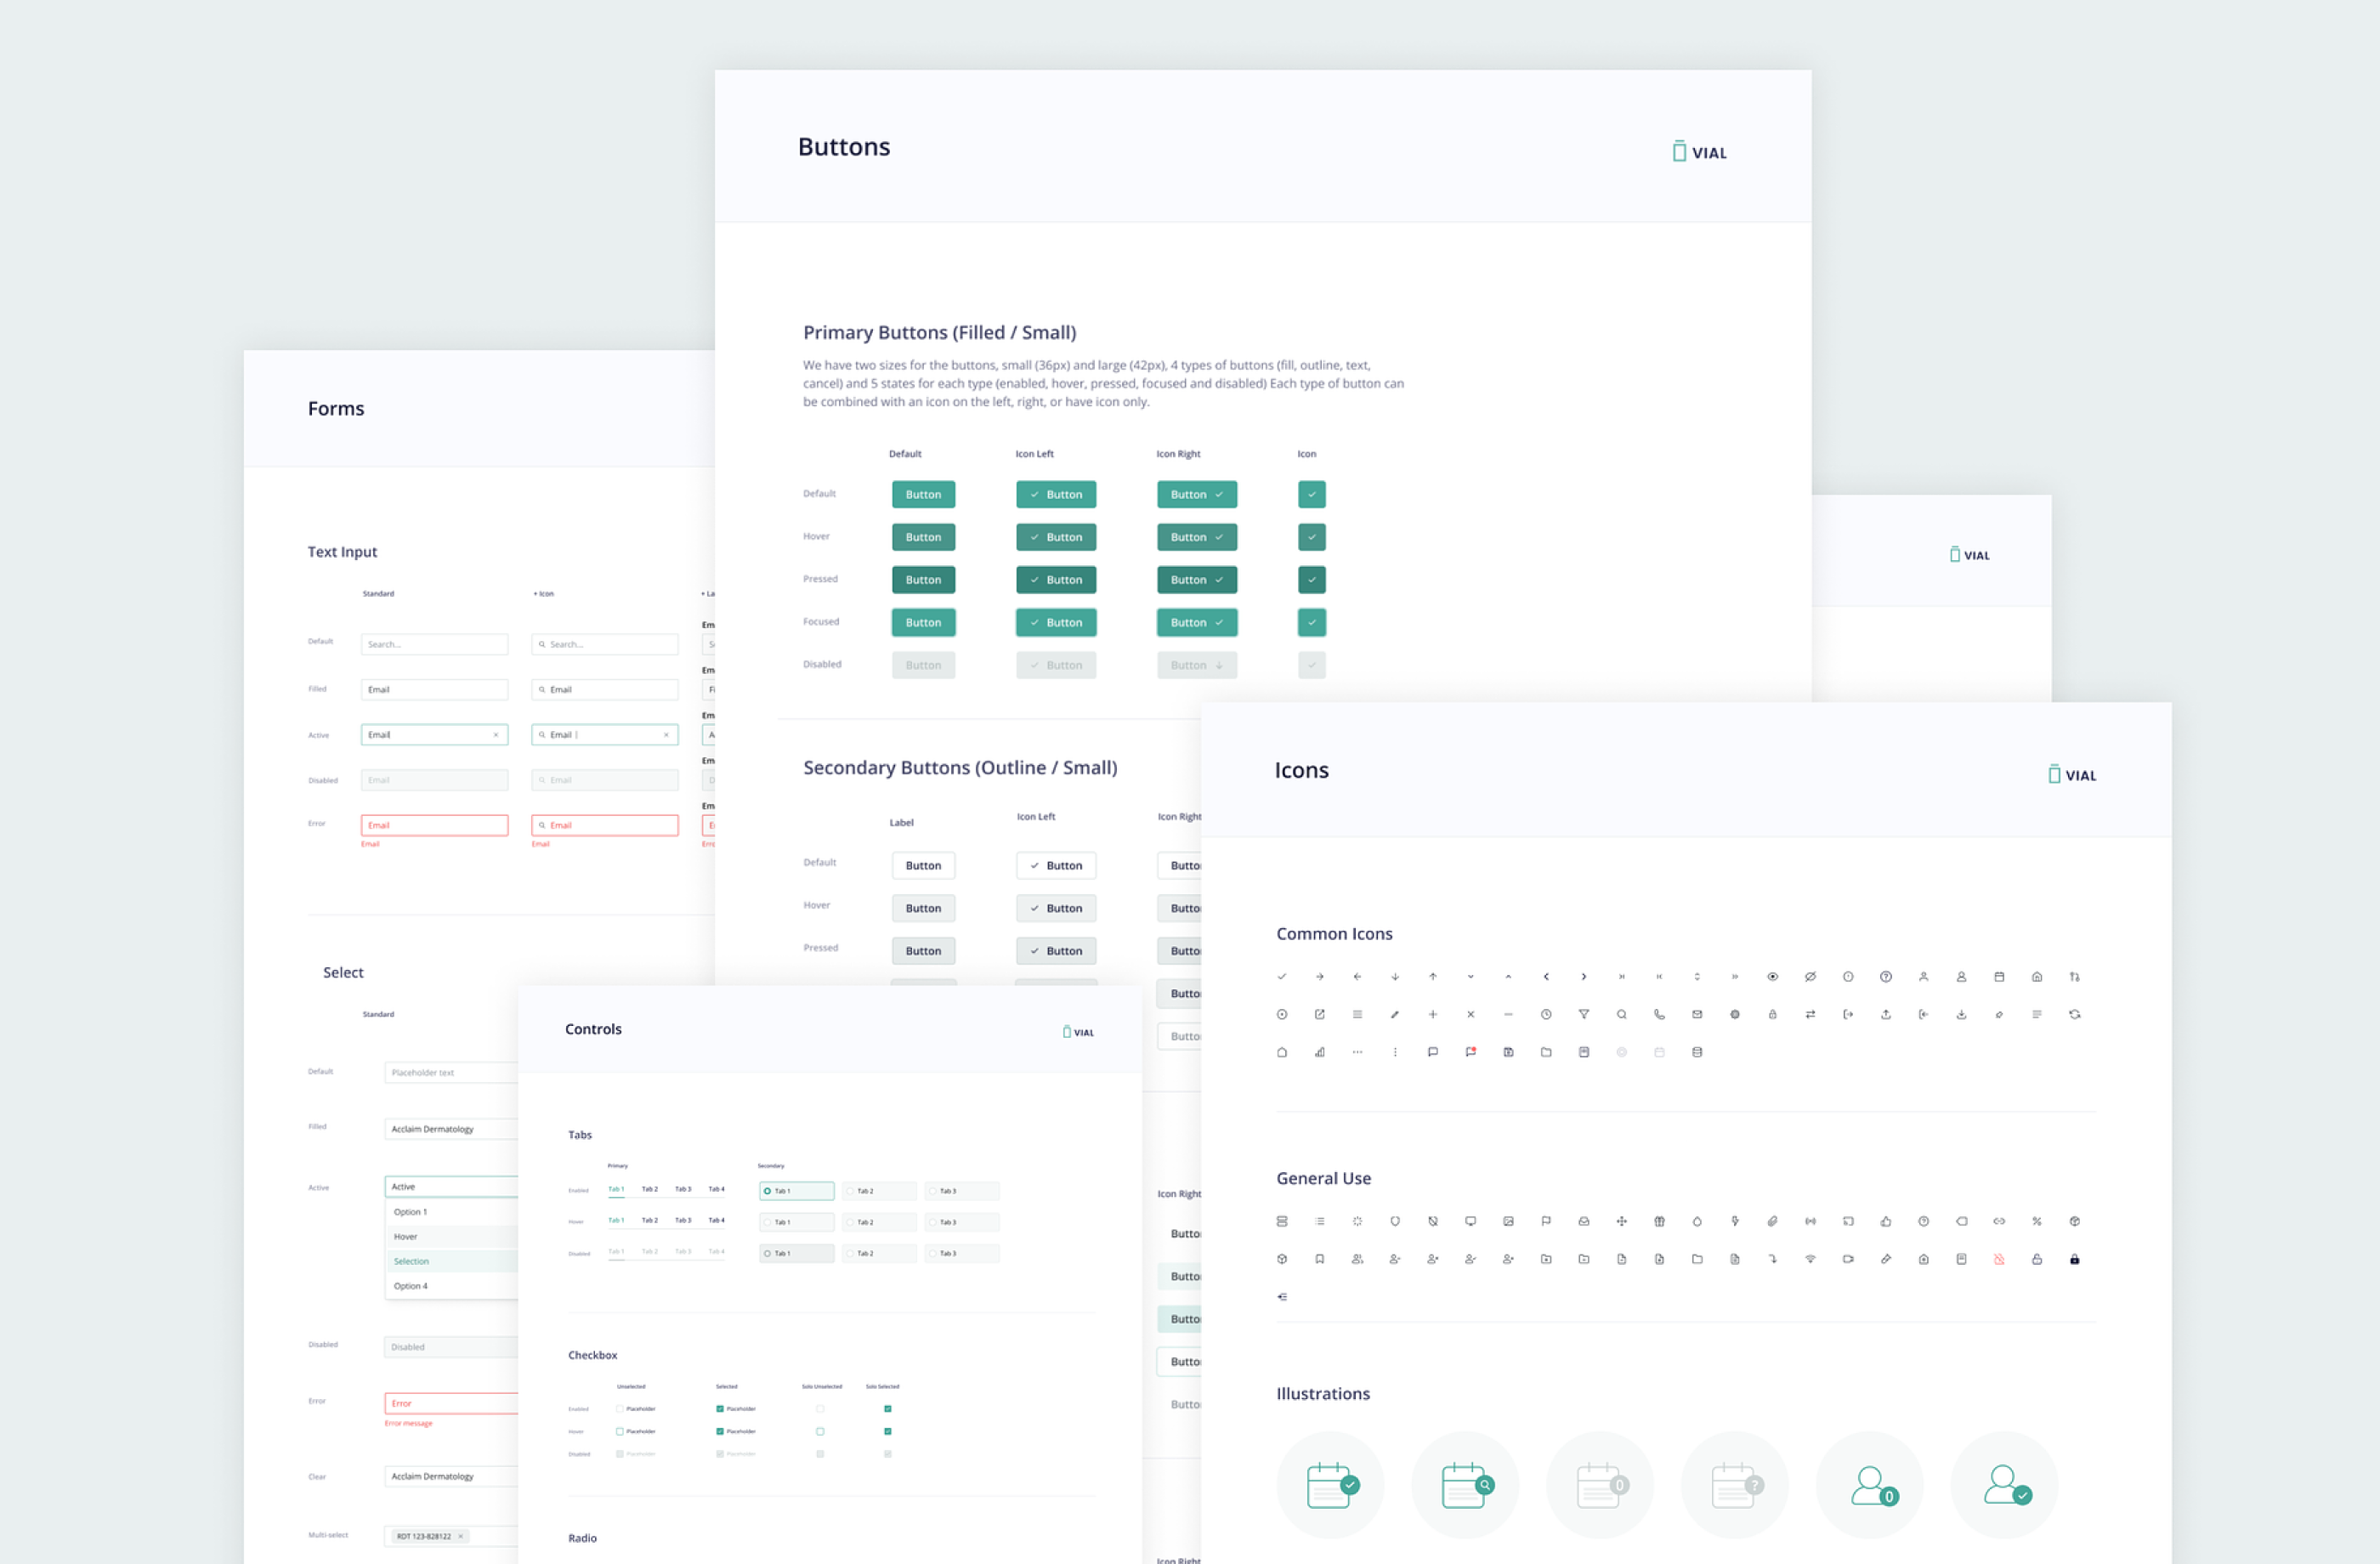 Buttons
VIAL
Primary Buttons (Filled / Small)
We have two sizes for the buttons, small (36px) and large (42px), 4 types of buttons (fill, outline, text,
cancel) and 5 states for each type (enabled, hover, pressed, focused and disabled) Each type of button can
be combined with an icon on the left, right, or have icon only.
Default Icon Left Icon Right Icon
Default Button Button Button
Hover Button Button Button
Pressed Button Button Button
Focused Button Button Button
Disabled Button Button Button
Secondary Buttons (Outline / Small)
Label Icon Left Icon Right
Default Button Button
Hover Button Button
Pressed Button Button
Icon Right
Icon Right
Forms
Text Input
Standard + Icon
Default Search... Search...
Filled Email Email
Active Email Email
Disabled Email Email
Error Email Email
Email Email
Select
Standard
Default Placeholder text
Filled Acclaim Dermatology
Active Active
Option 1
Hover
Selection
Option 4
Disabled Disabled
Error Error
Error message
Clear Acclaim Dermatology
Multi-select RDT 123-828122
Controls
VIAL
Tabs
Primary Secondary
Enabled Tab 1 Tab 2 Tab 3 Tab 4 Tab 1 Tab 2 Tab 3
Hover Tab 1 Tab 2 Tab 3 Tab 4 Tab 1 Tab 2 Tab 3
Disabled Tab 1 Tab 2 Tab 3 Tab 4 Tab 1 Tab 2 Tab 3
Checkbox
Unselected Selected Solo Unselected Solo Selected
Enabled Placeholder Placeholder
Hover Placeholder Placeholder
Disabled Placeholder Placeholder
Radio
VIAL
Icons
VIAL
Common Icons
General Use
Illustrations